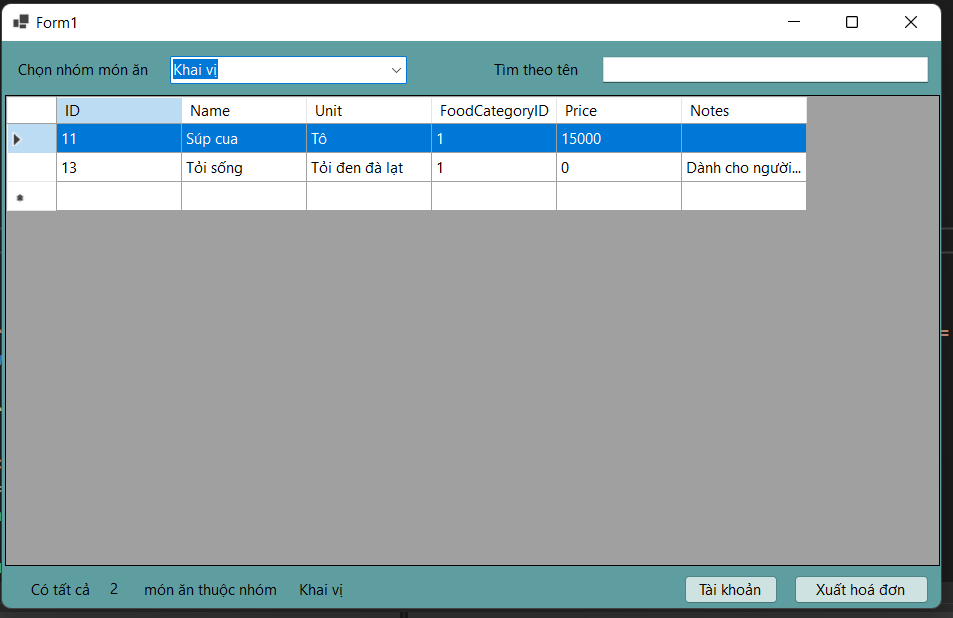 Form1
Chọn nhóm món ăn Khai vị Tìm theo tên
ID Name Unit FoodCategoryID Price Notes
11 Súp cua Tô 1 15000
13 Tỏi sống Tỏi đen đà lạt 1 0 Dành cho người...
Có tất cả 2 món ăn thuộc nhóm Khai vị Tài khoản Xuất hoá đơn